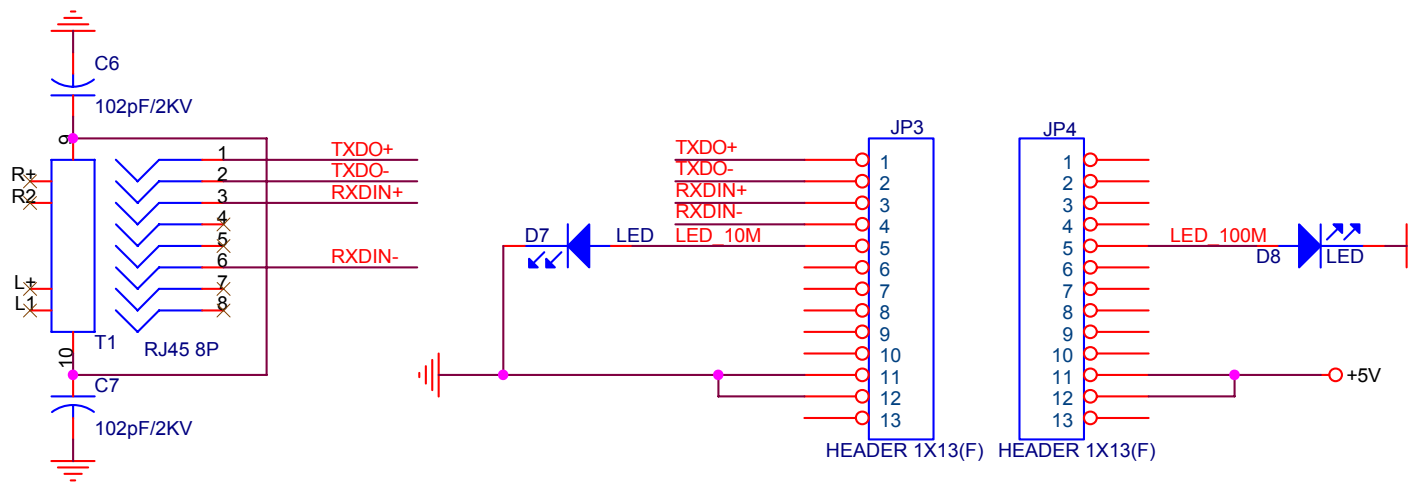 C6
102pF/2KV
9
R+
R2
L+
L1
10
T1
RJ45 8P
C7
102pF/2KV
1
2
3
4
5
6
7
8
TXDO+
TXDO-
RXDIN+
RXDIN-
D7
LED
TXDO+
TXDO-
RXDIN+
RXDIN-
LED_10M
JP3
1
2
3
4
5
6
7
8
9
10
11
12
13
HEADER 1X13(F)
JP4
1
2
3
4
5
6
7
8
9
10
11
12
13
HEADER 1X13(F)
LED_100M
D8
LED
+5V